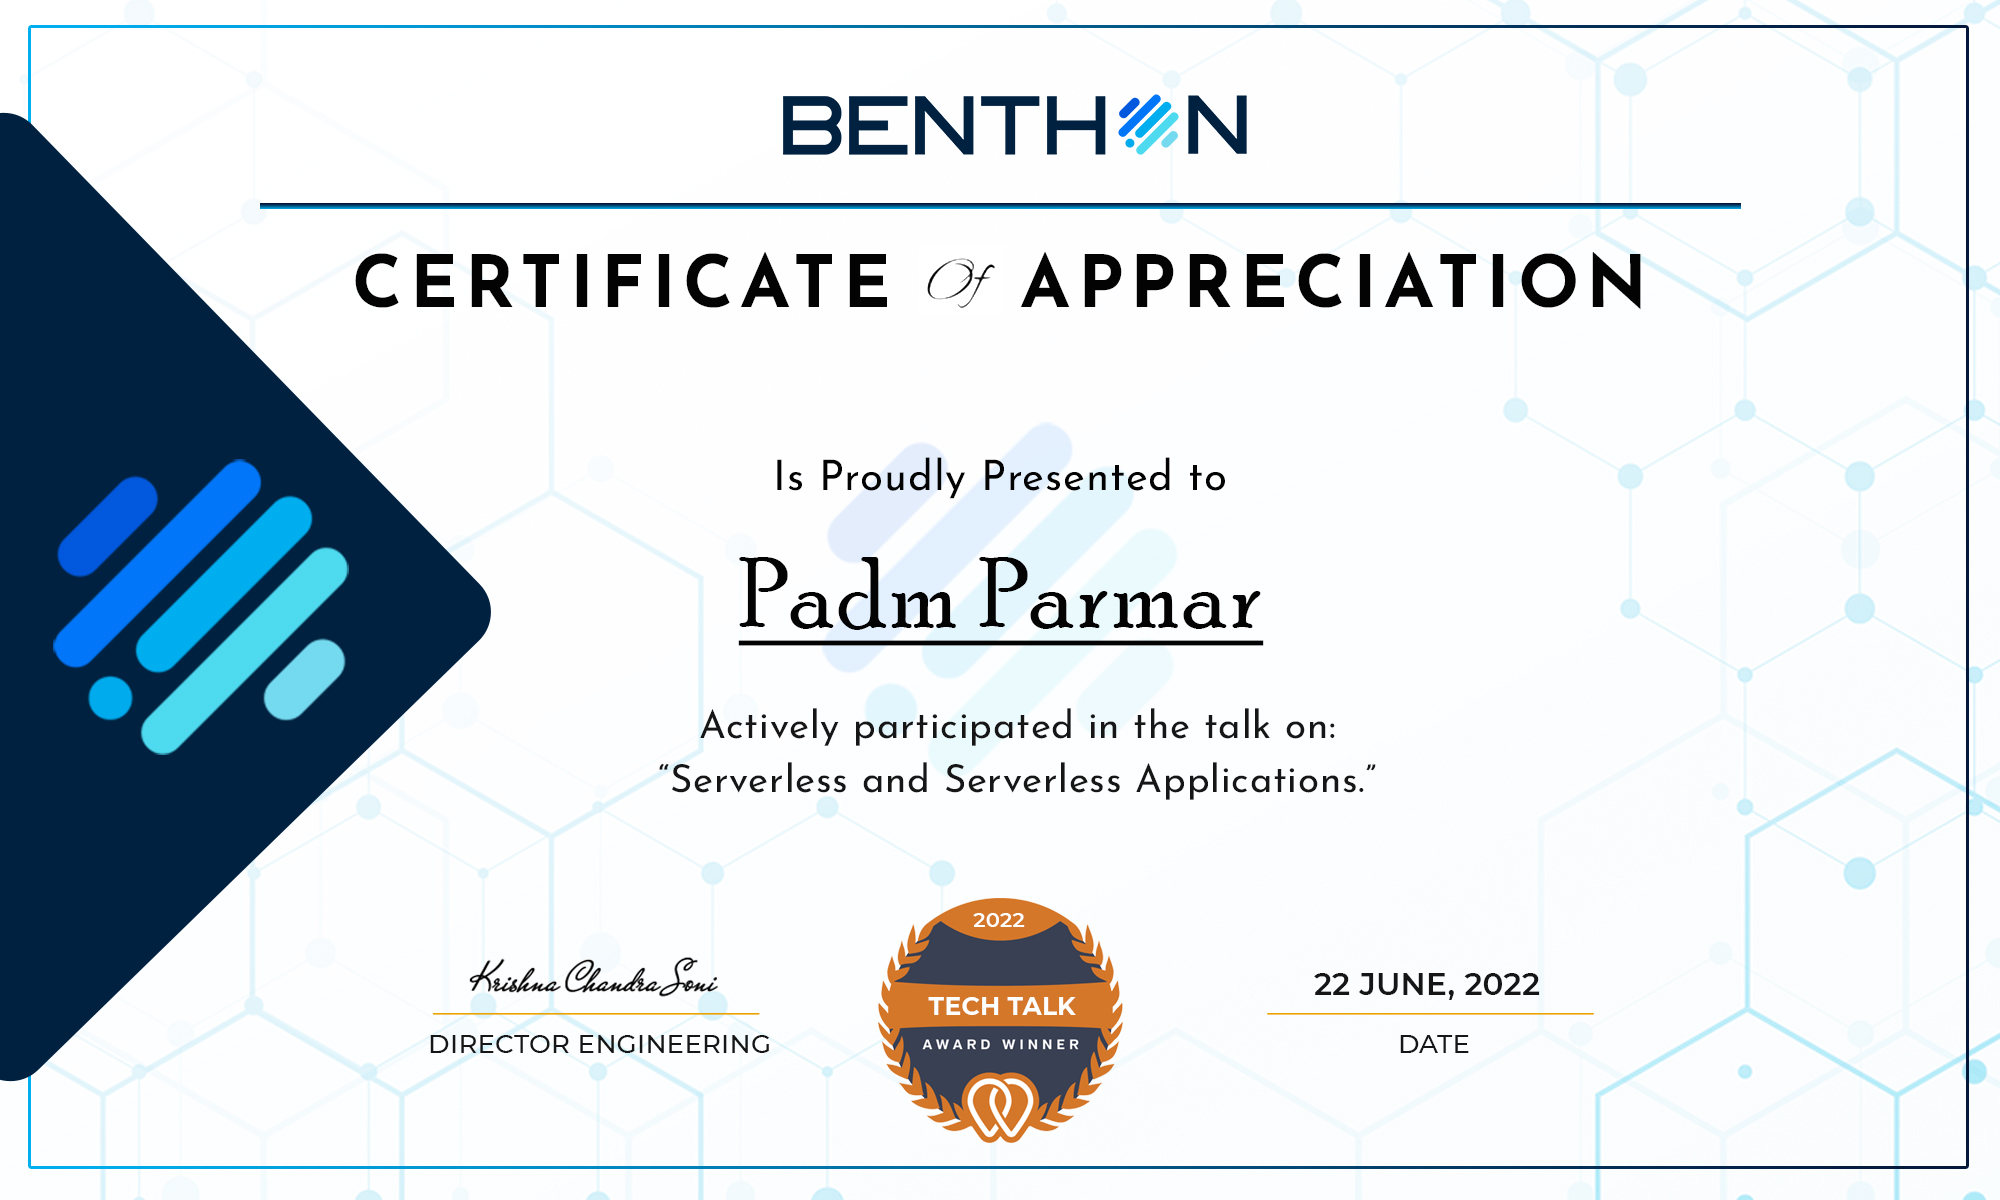 BENTHON
CERTIFICATE Of APPRECIATION
Is Proudly Presented to
Padm Parmar
Actively participated in the talk on:
“Serverless and Serverless Applications.”
2022
TECH TALK
AWARD WINNER
Krishna Chandra Soni
DIRECTOR ENGINEERING
22 JUNE, 2022
DATE